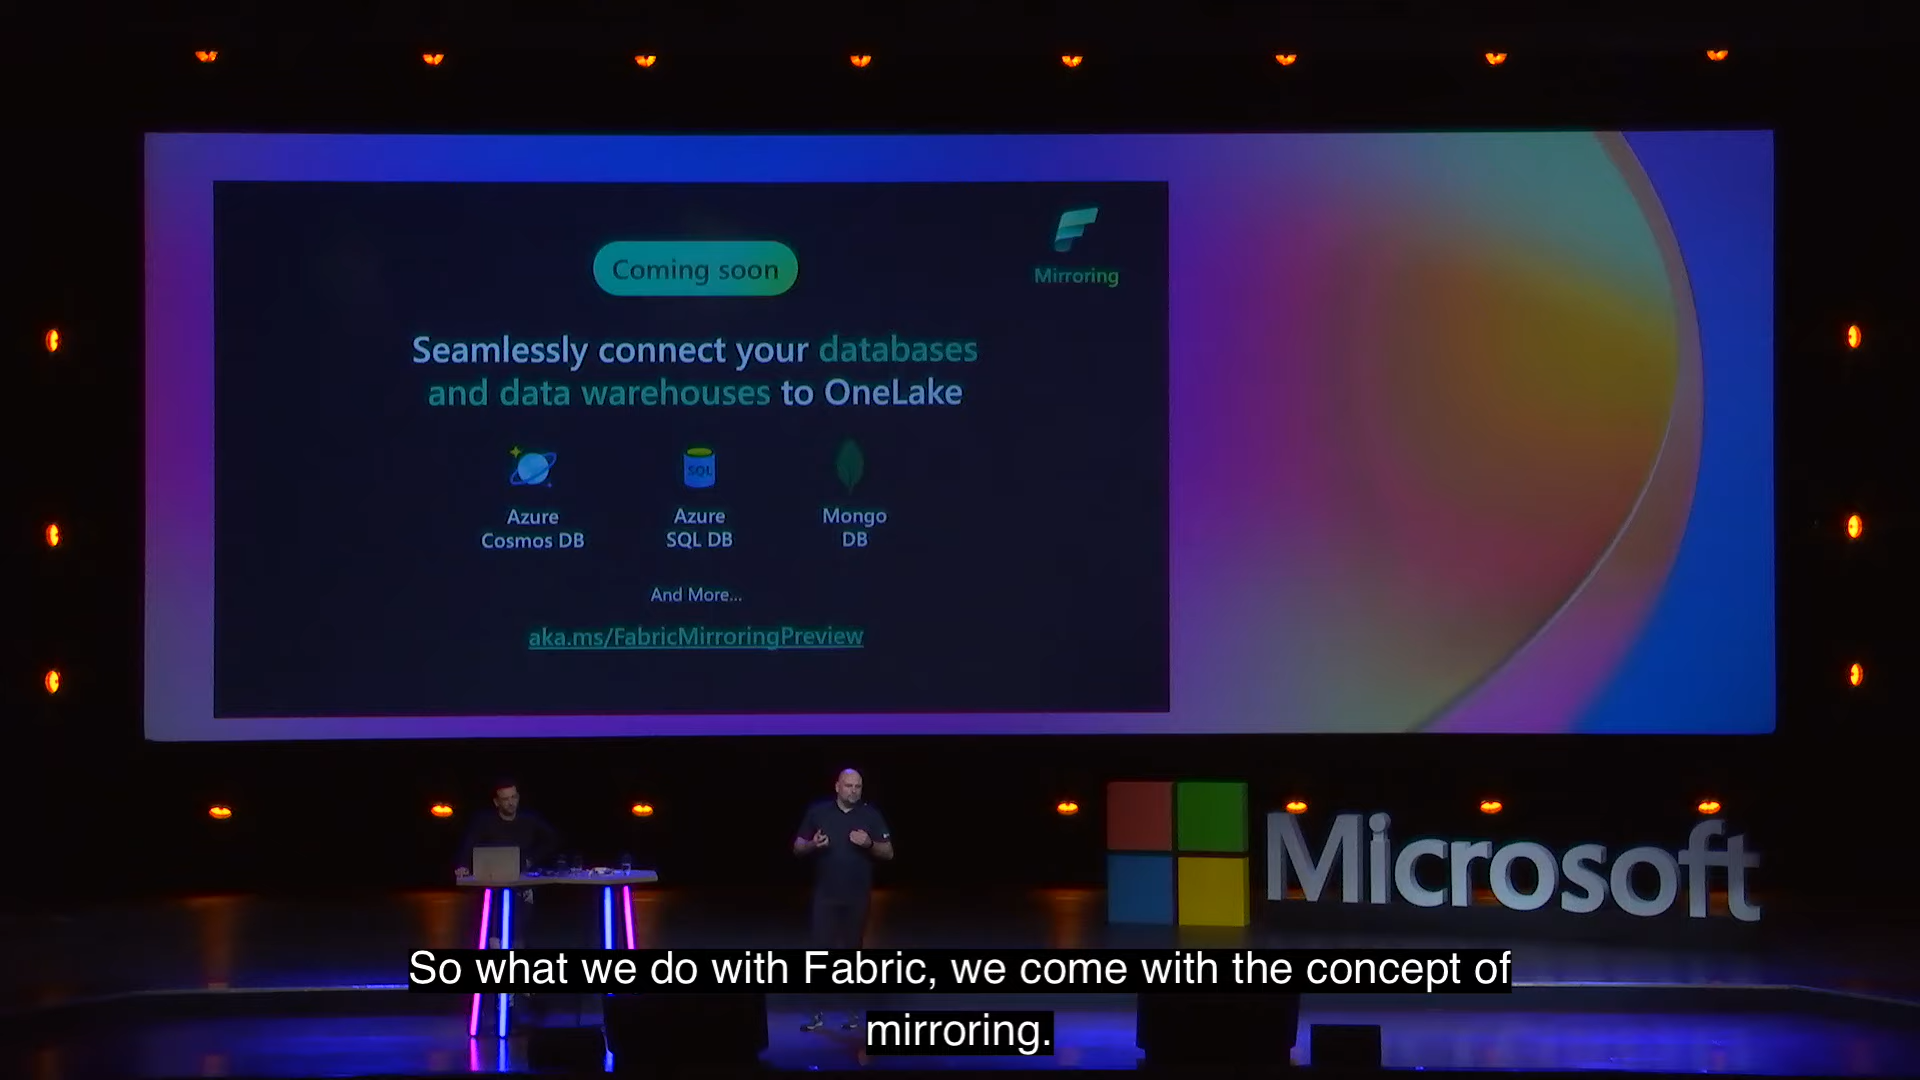 Coming soon
Mirroring
Seamlessly connect your databases
and data warehouses to OneLake
SQL
Azure
Cosmos DB
Azure
SQL DB
Mongo
DB
And More...
aka.ms/FabricMirroringPreview
Microsoft
So what we do with Fabric, we come with the concept of
mirroring.